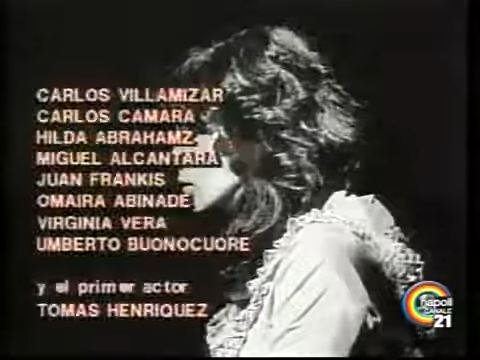 CARLOS VILLAMIZAR
CARLOS CAMARA
HILDA ABRAHAMZ
MIGUEL ALCANTARA
JUAN FRANKIS
OMAIRA ABINADE
VIRGINIA VERA
UMBERTO BUONOCUORE
y el primer actor
TOMAS HENRIQUEZ
napoli
CANALE
21